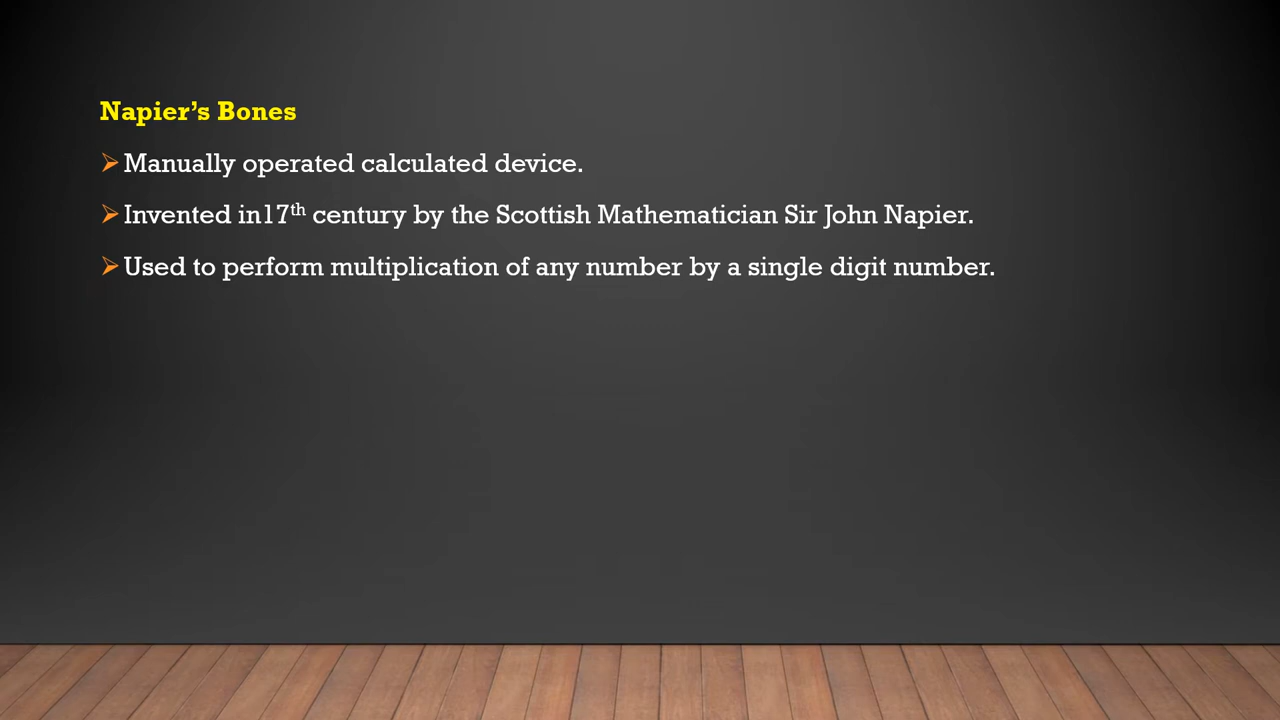 Napier’s Bones
➢Manually operated calculated device.
➢Invented in17th century by the Scottish Mathematician Sir John Napier.
➢Used to perform multiplication of any number by a single digit number.